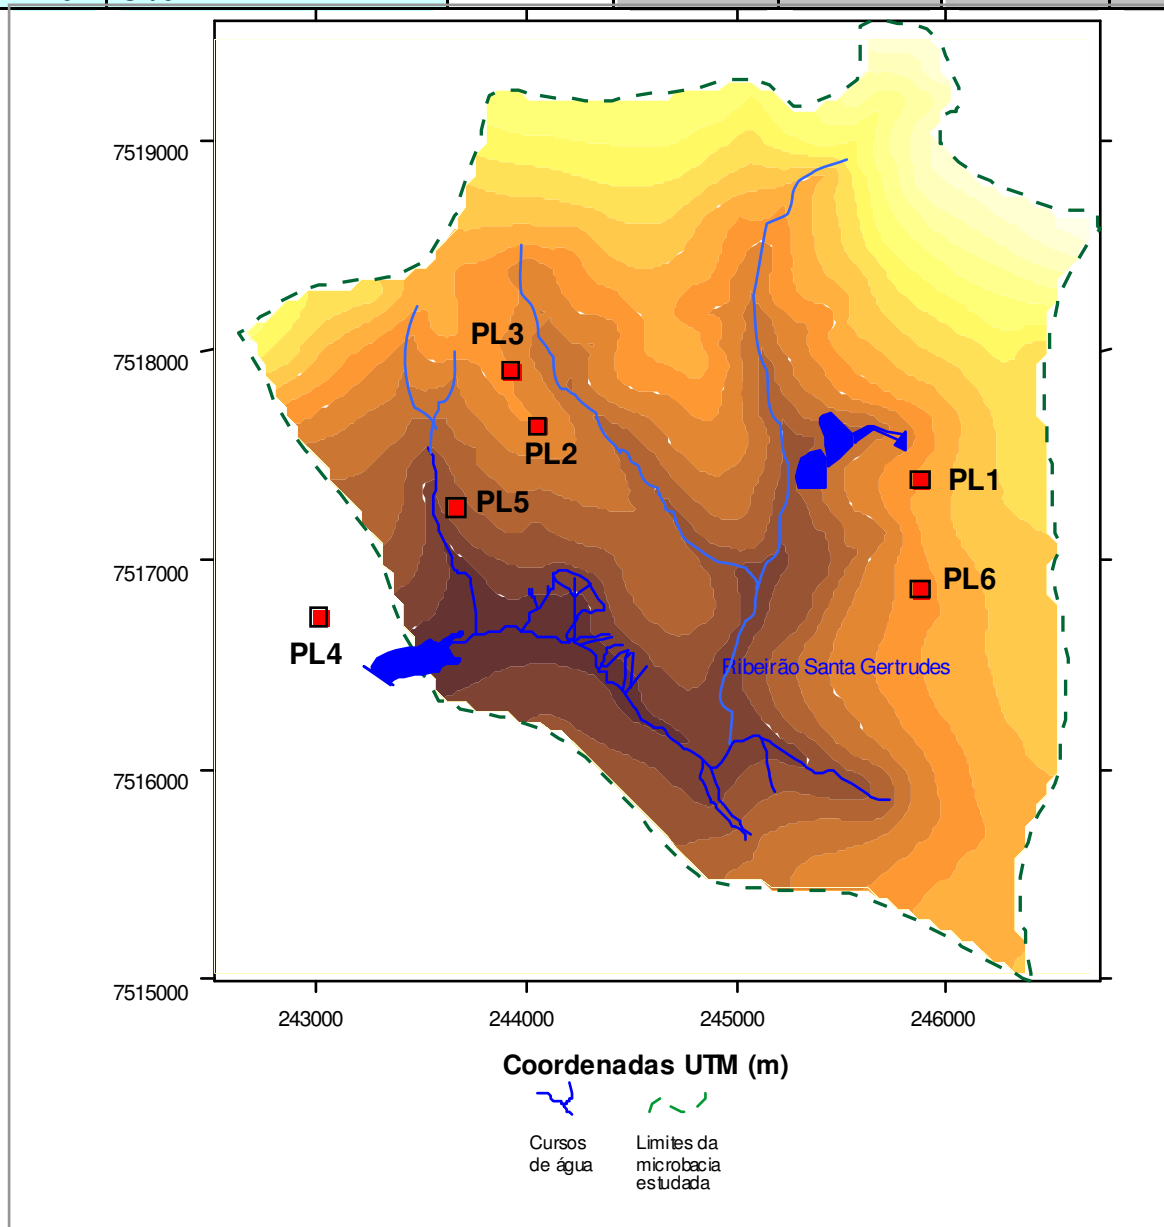 7519000
PL3
7518000
PL2
PL1
PL5
7517000
PL6
PL4
Ribeirão Santa Gertrudes
7516000
7515000
243000
244000
245000
246000
Coordenadas UTM (m)
Cursos
de água
Limites da
microbacia
estudada